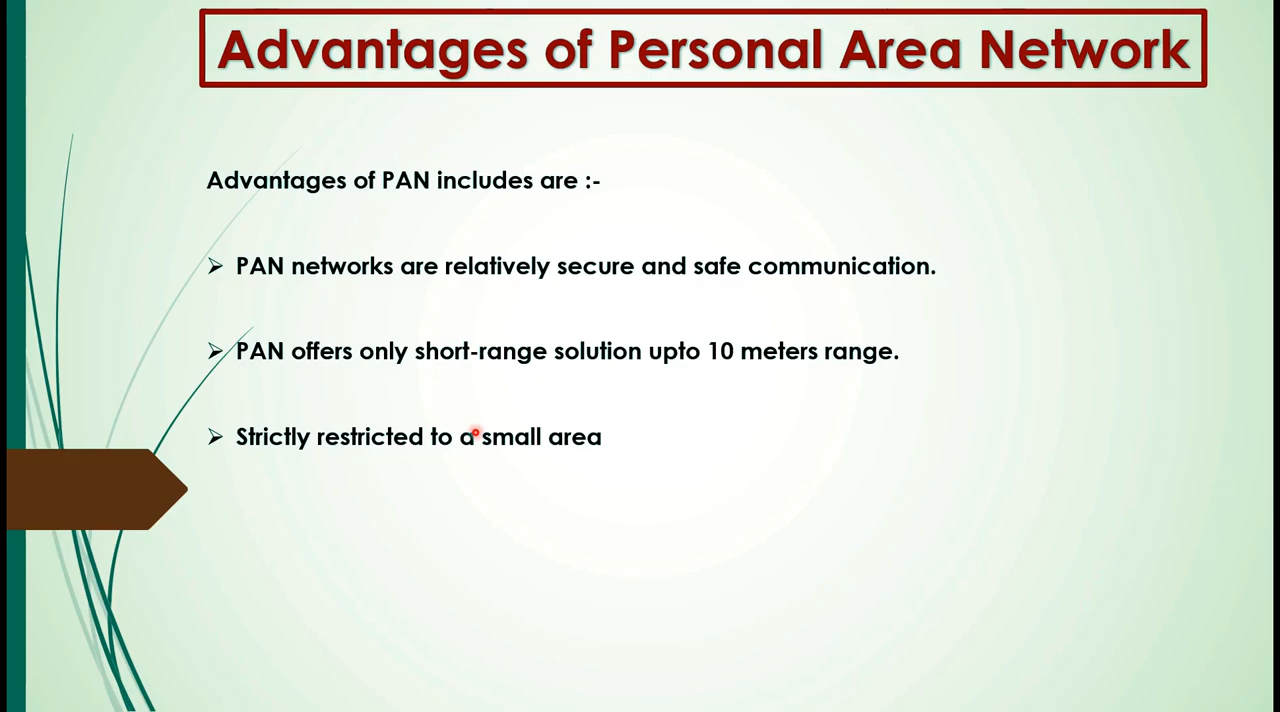 Advantages of Personal Area Network
Advantages of PAN includes are :-
➢ PAN networks are relatively secure and safe communication.
➢ PAN offers only short-range solution upto 10 meters range.
➢ Strictly restricted to a small area